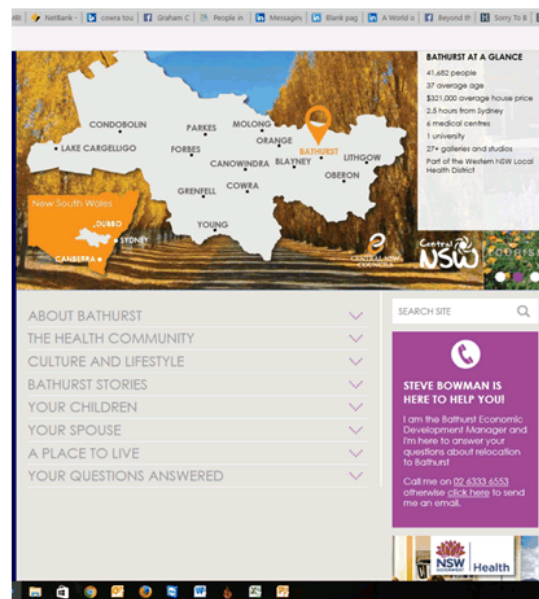 NetBank -
cowra tou
Graham C
People in
Messaging
Blank pag
A World o
Beyond th
Sorry To B
BATHURST AT A GLANCE
41,682 people
37 average age
$321,000 average house price
2.5 hours from Sydney
6 medical centres
1 university
27+ galleries and studios
Part of the Western NSW Local
Health District
CONDOBOLIN
PARKES
MOLONG
ORANGE
LAKE CARGELLIGO
FORBES
BATHURST
CANOWINDRA
BLAYNEY
LITHGOW
OBERON
GRENFELL
COWRA
YOUNG
New South Wales
DUBBO
SYDNEY
CANBERRA
CENTRAL NSW
COUNCILS
Central
NSW
TOURISM
ABOUT BATHURST
THE HEALTH COMMUNITY
CULTURE AND LIFESTYLE
BATHURST STORIES
YOUR CHILDREN
YOUR SPOUSE
A PLACE TO LIVE
YOUR QUESTIONS ANSWERED
SEARCH SITE
STEVE BOWMAN IS
HERE TO HELP YOU!
I am the Bathurst Economic
Development Manager and
I'm here to answer your
questions about relocation
to Bathurst
Call me on 02 6333 6553
otherwise click here to send
me an email.
NSW
GOVERNMENT
Health